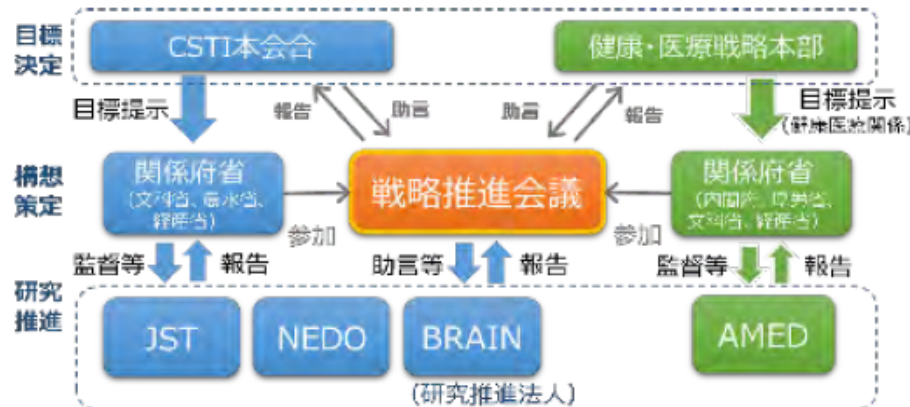 目標
決定
CSTI本会合
健康・医療戦略本部
目標提示
報告
助言
助言
報告
目標提示
(健康医療関係)
構想
策定
関係府省
(文科省、農水省、
経産省)
戦略推進会議
関係府省
(内閣府、厚労省、
文科省、経産省)
参加
参加
監督等
報告
助言等
報告
監督等
報告
研究
推進
JST
NEDO
BRAIN
AMED
(研究推進法人)